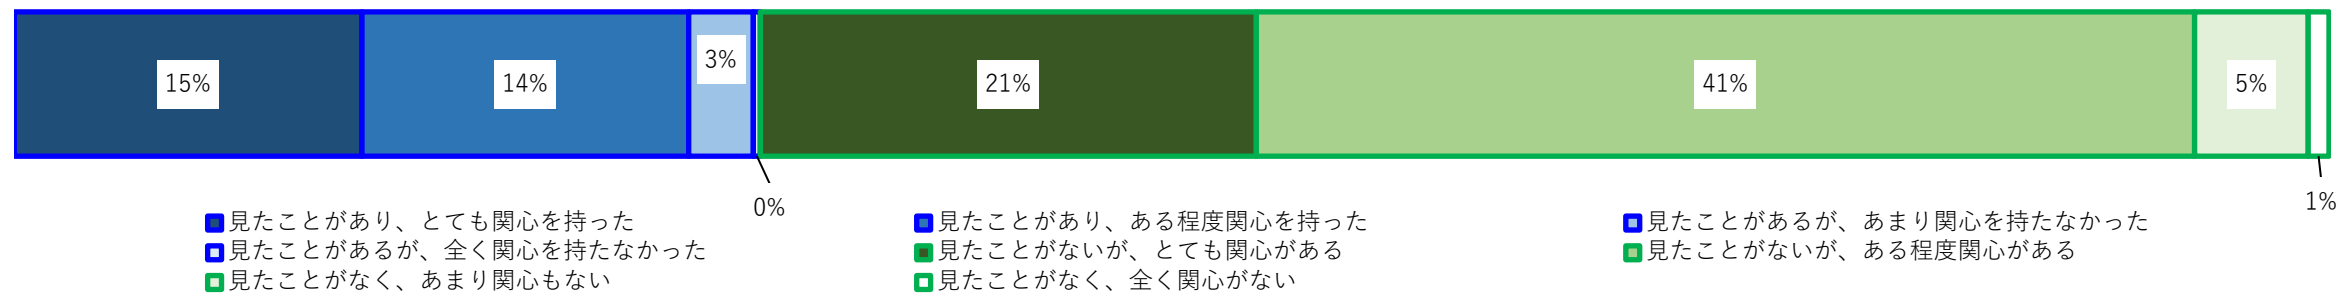 15%
14%
3%
21%
41%
5%
0%
1%
見たことがあり、とても関心を持った
見たことがあり、ある程度関心を持った
見たことがあるが、あまり関心を持たなかった
見たことがあるが、全く関心を持たなかった
見たことがないが、とても関心がある
見たことがないが、ある程度関心がある
見たことがなく、あまり関心もない
見たことがなく、全く関心がない